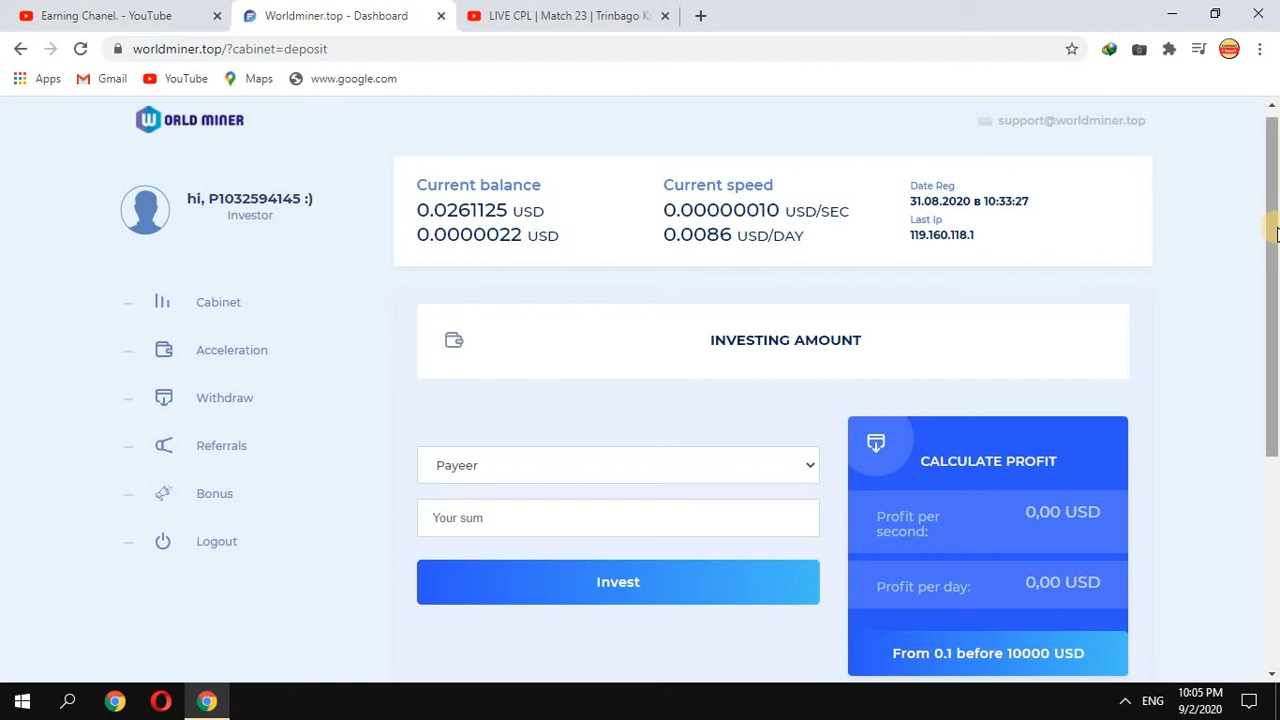 Earning Chanel. - YouTube
Worldminer.top - Dashboard
LIVE CPL | Match 23 | Trinbago K
worldminer.top/?cabinet=deposit
Apps
Gmail
YouTube
Maps
www.google.com
WORLD MINER
support@worldminer.top
hi, P1032594145 :)
Investor
Current balance
0.0261125 USD
0.0000022 USD
Current speed
0.00000010 USD/SEC
0.0086 USD/DAY
Date Reg
31.08.2020 в 10:33:27
Last Ip
119.160.118.1
Cabinet
Acceleration
Withdraw
Referrals
Bonus
Logout
INVESTING AMOUNT
Payeer
Your sum
Invest
CALCULATE PROFIT
Profit per
second:
0,00 USD
Profit per day:
0,00 USD
From 0.1 before 10000 USD
ENG
10:05 PM
9/2/2020